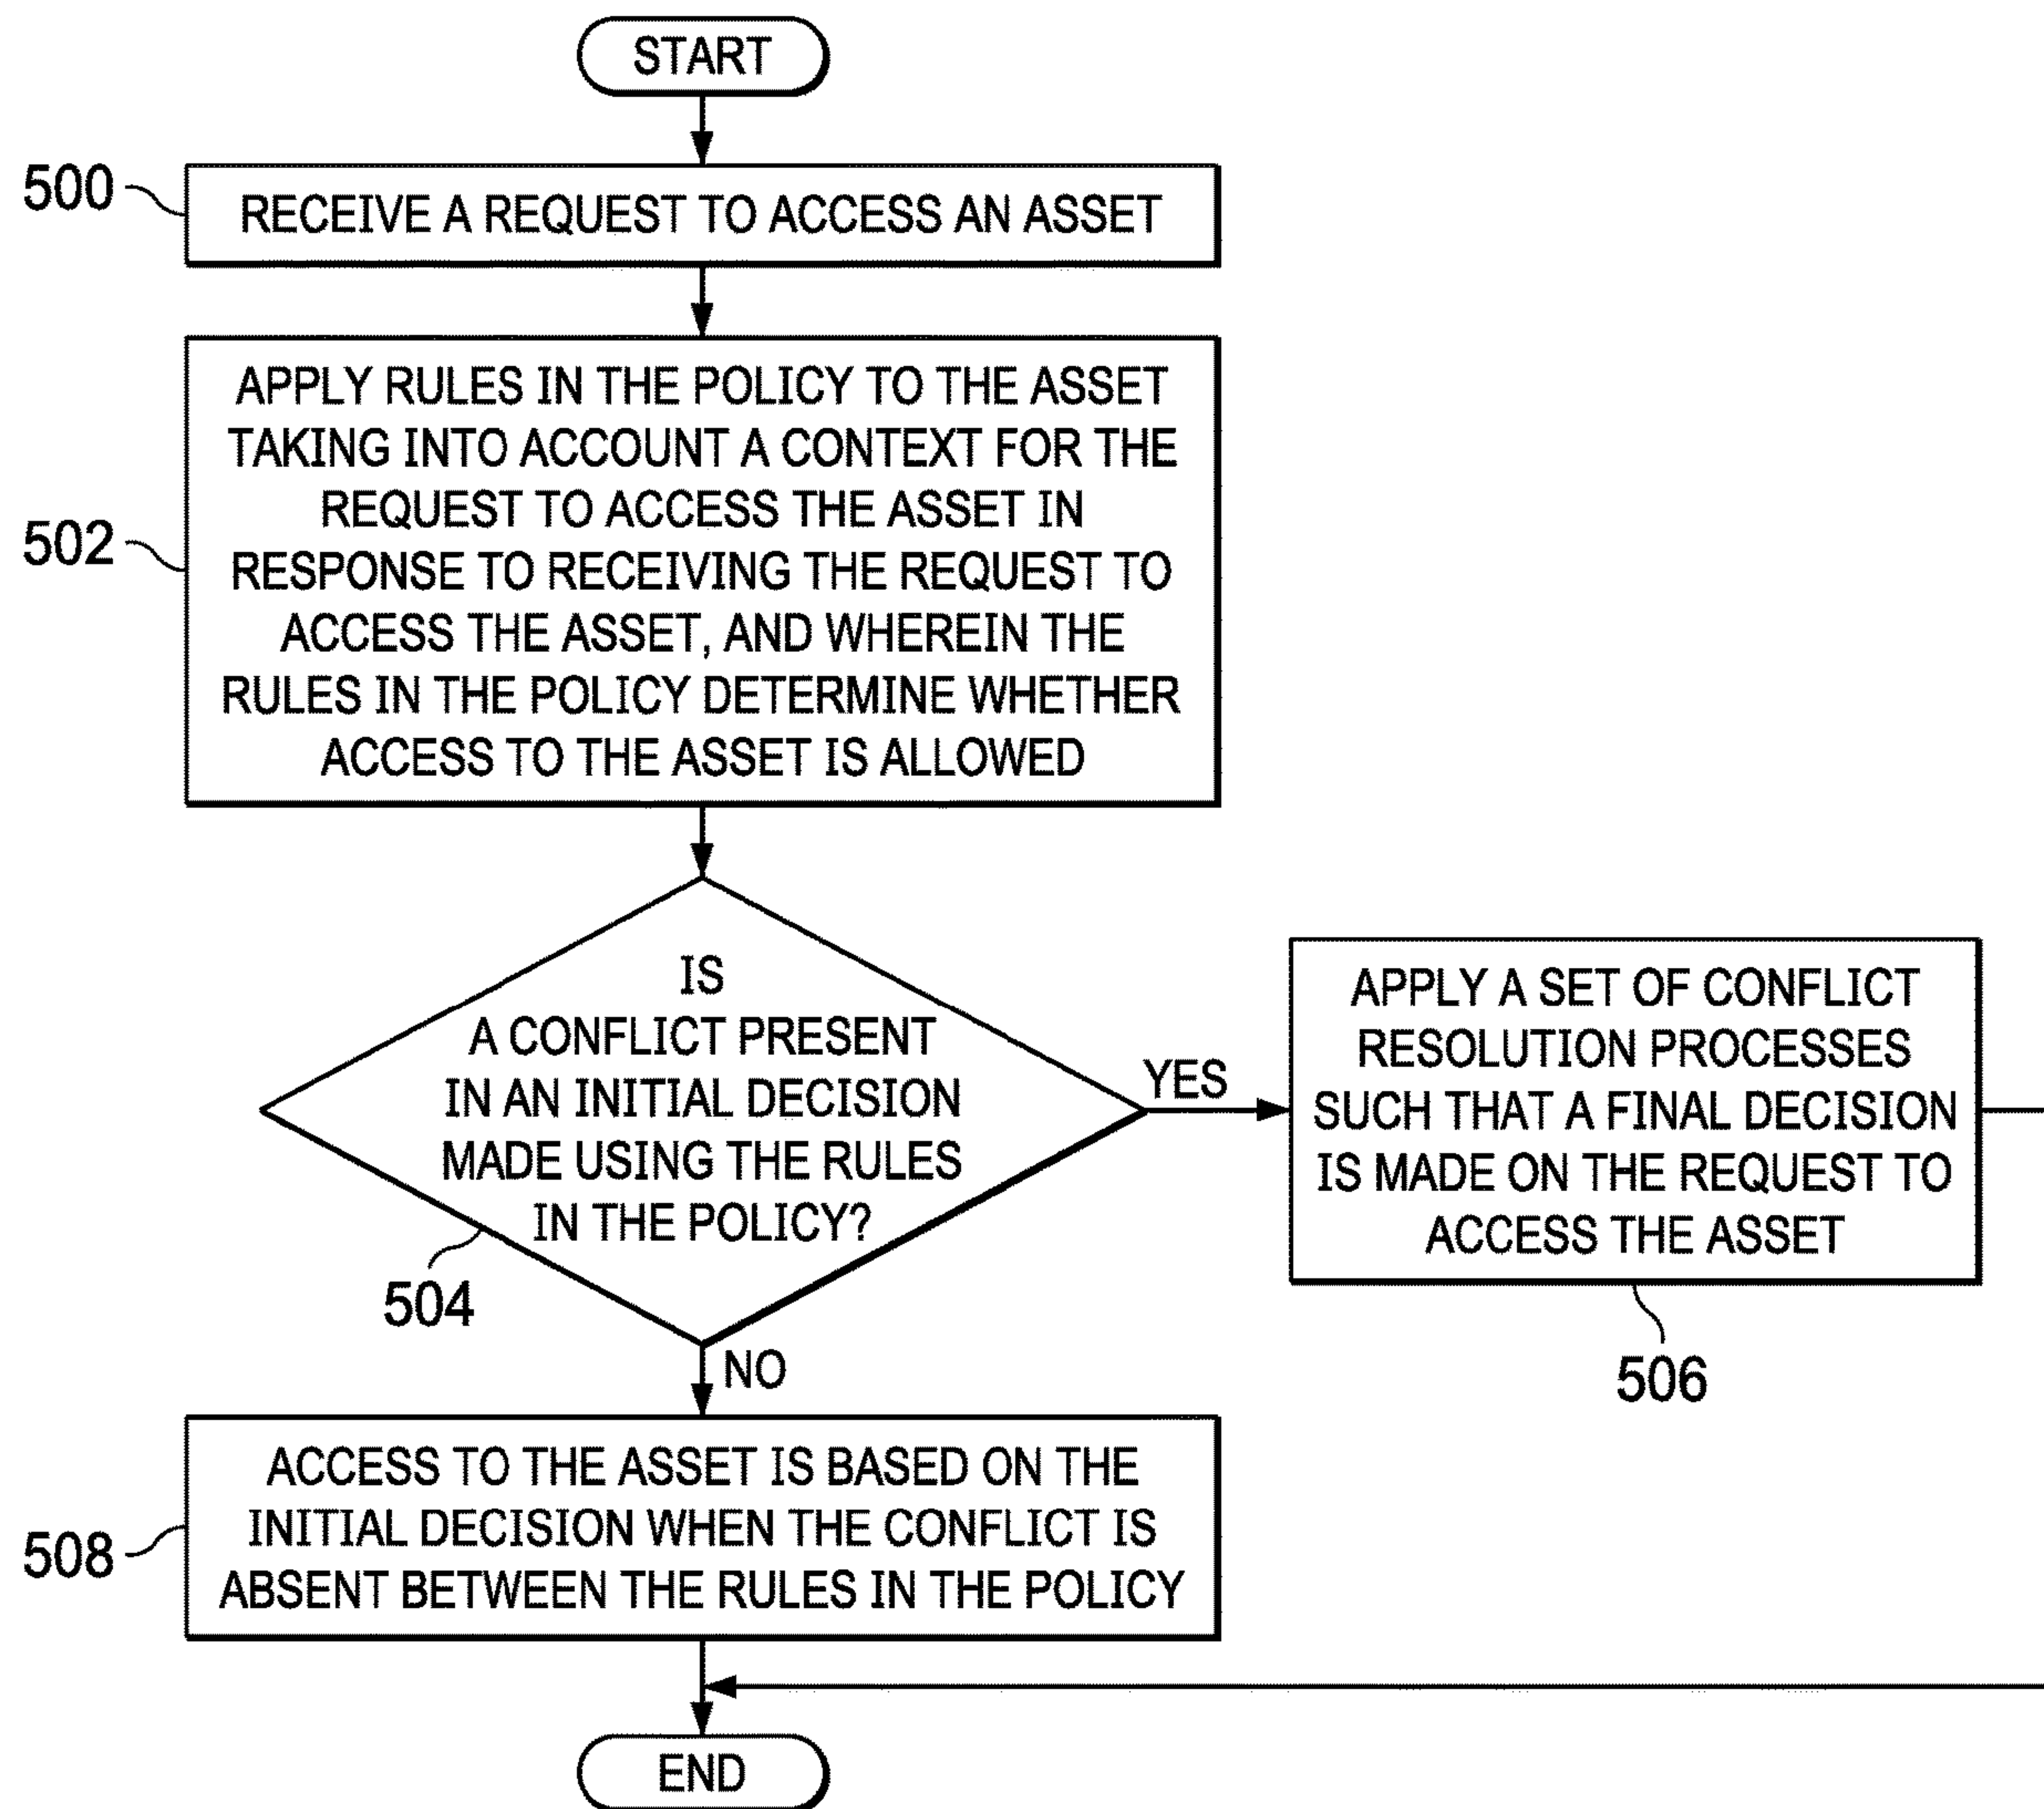 START
500
RECEIVE A REQUEST TO ACCESS AN ASSET
502
APPLY RULES IN THE POLICY TO THE ASSET
TAKING INTO ACCOUNT A CONTEXT FOR THE
REQUEST TO ACCESS THE ASSET IN
RESPONSE TO RECEIVING THE REQUEST TO
ACCESS THE ASSET, AND WHEREIN THE
RULES IN THE POLICY DETERMINE WHETHER
ACCESS TO THE ASSET IS ALLOWED
IS
A CONFLICT PRESENT
IN AN INITIAL DECISION
MADE USING THE RULES
IN THE POLICY?
504
YES
APPLY A SET OF CONFLICT
RESOLUTION PROCESSES
SUCH THAT A FINAL DECISION
IS MADE ON THE REQUEST TO
ACCESS THE ASSET
506
NO
508
ACCESS TO THE ASSET IS BASED ON THE
INITIAL DECISION WHEN THE CONFLICT IS
ABSENT BETWEEN THE RULES IN THE POLICY
END